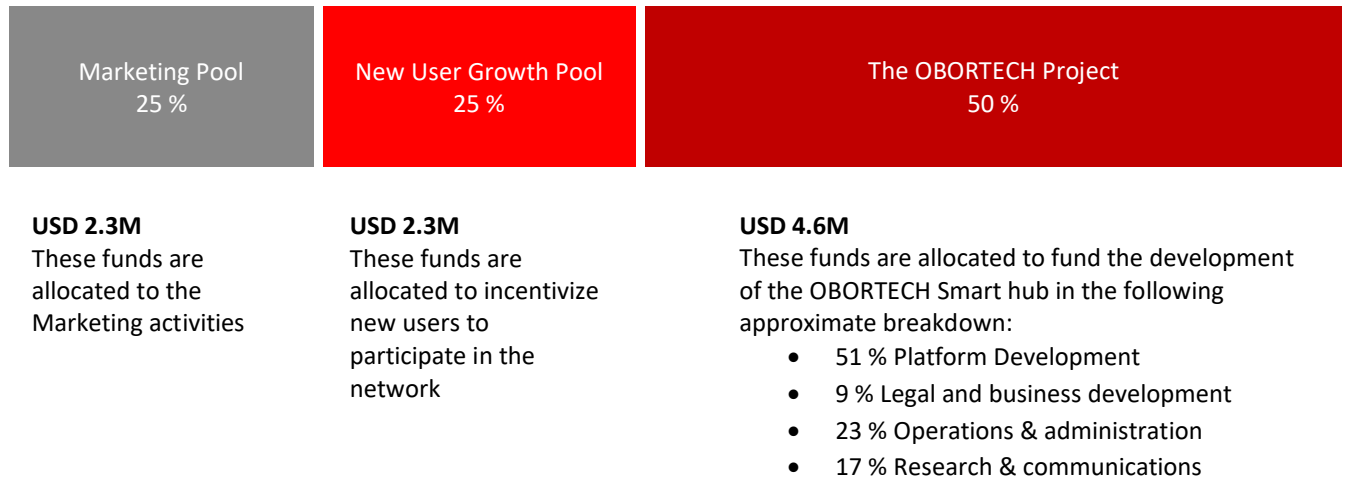 Marketing Pool
25 %
New User Growth Pool
25 %
The OBORTECH Project
50 %
USD 2.3M
These funds are
allocated to the
Marketing activities
USD 2.3M
These funds are
allocated to incentivize
new users to
participate in the
network
USD 4.6M
These funds are allocated to fund the development
of the OBORTECH Smart hub in the following
approximate breakdown:
• 51 % Platform Development
• 9 % Legal and business development
• 23 % Operations & administration
• 17 % Research & communications